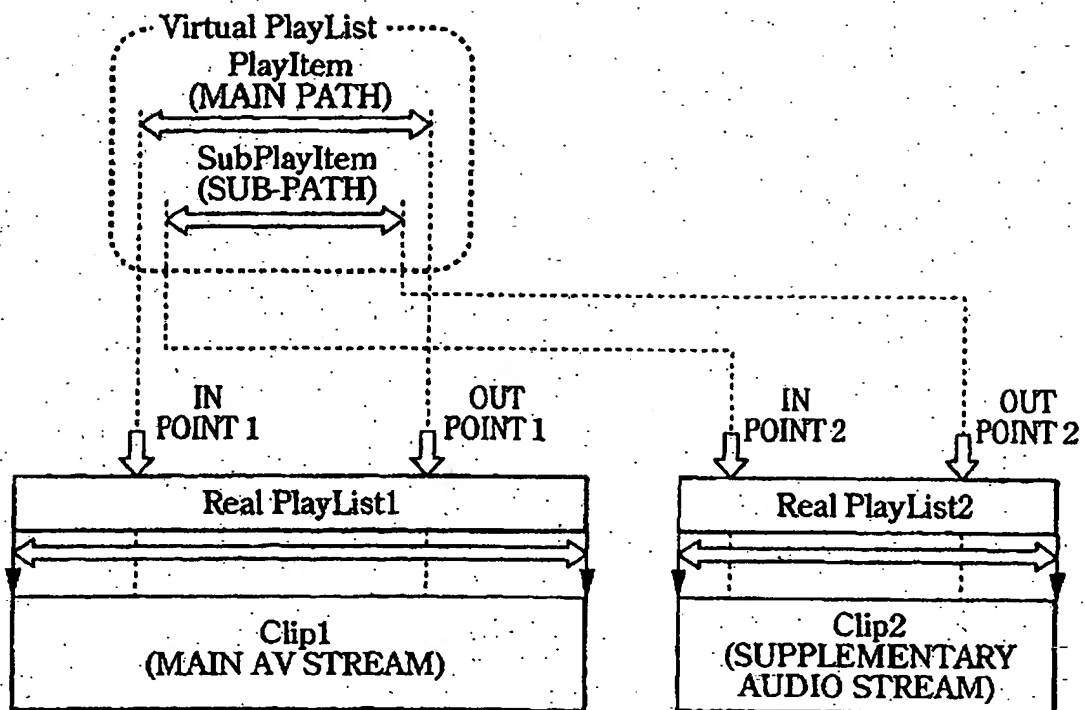 Virtual PlayList
PlayItem
(MAIN PATH)
SubPlayItem
(SUB-PATH)
IN
POINT 1
OUT
POINT 1
IN
POINT 2
OUT
POINT 2
Real PlayList1
Real PlayList2
Clip1
(MAIN AV STREAM)
Clip2
(SUPPLEMENTARY
AUDIO STREAM)